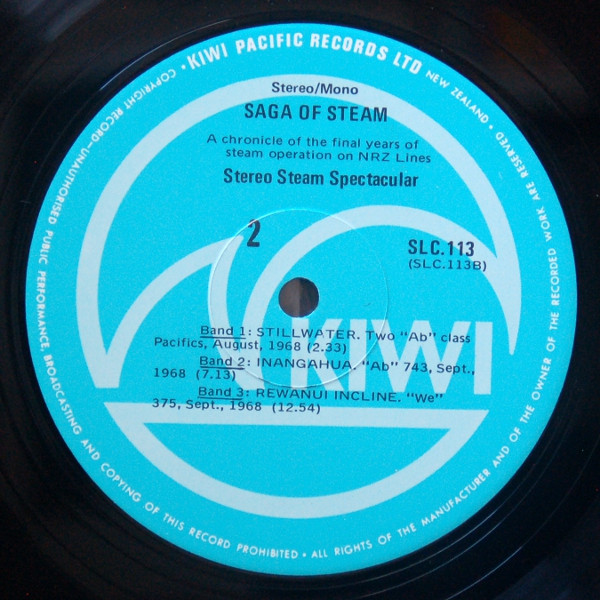 • KIWI PACIFIC RECORDS LTD NEW ZEALAND •
Stereo/Mono
SAGA OF STEAM
A chronicle of the final years of
steam operation on NRZ Lines
Stereo Steam Spectacular
2
SLC.113
(SLC.113B)
KIWI
Band 1: STILLWATER. Two "Ab" class
Pacifics, August, 1968 (2.33)
Band 2: INANGAHUA. "Ab" 743, Sept.,
1968 (7.13)
Band 3: REWANUI INCLINE. "We"
375, Sept., 1968 (12.54)
COPYRIGHT RECORD—UNAUTHORISED PUBLIC PERFORMANCE, BROADCASTING AND COPYING OF THIS RECORD PROHIBITED • ALL RIGHTS OF THE MANUFACTURER AND OF THE OWNER OF THE RECORDED WORK ARE RESERVED